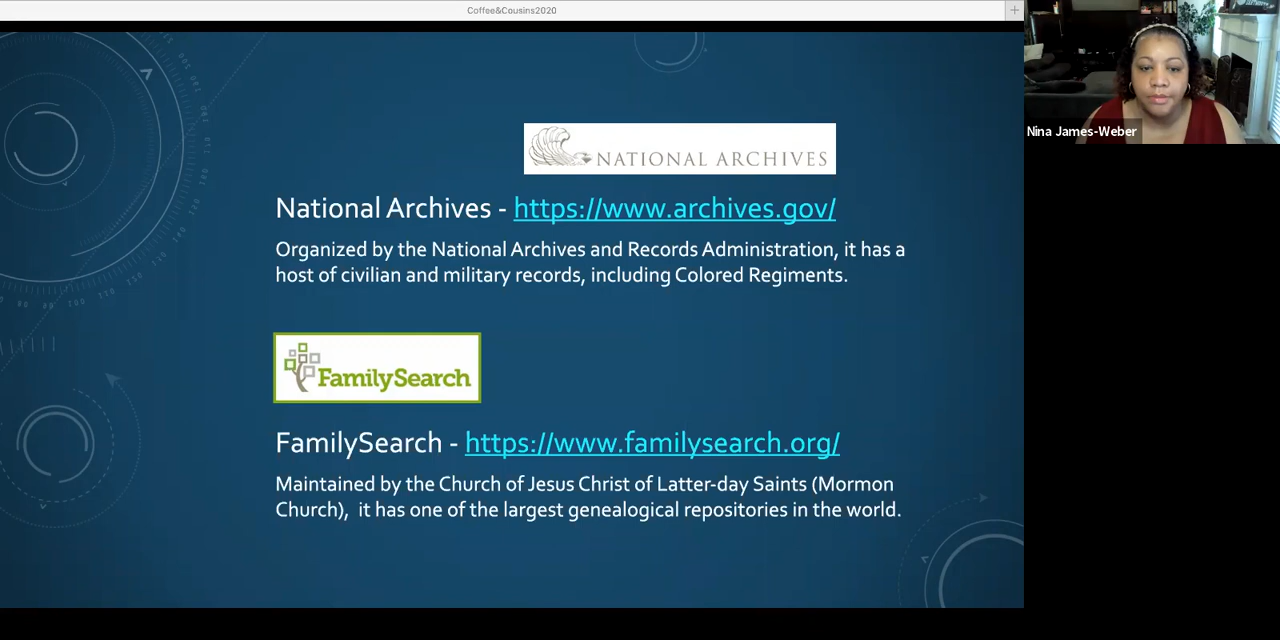 Coffee&Cousins2020
+
Nina James-Weber
NATIONAL ARCHIVES
National Archives - https://www.archives.gov/
Organized by the National Archives and Records Administration, it has a
host of civilian and military records, including Colored Regiments.
FamilySearch
FamilySearch - https://www.familysearch.org/
Maintained by the Church of Jesus Christ of Latter-day Saints (Mormon
Church), it has one of the largest genealogical repositories in the world.